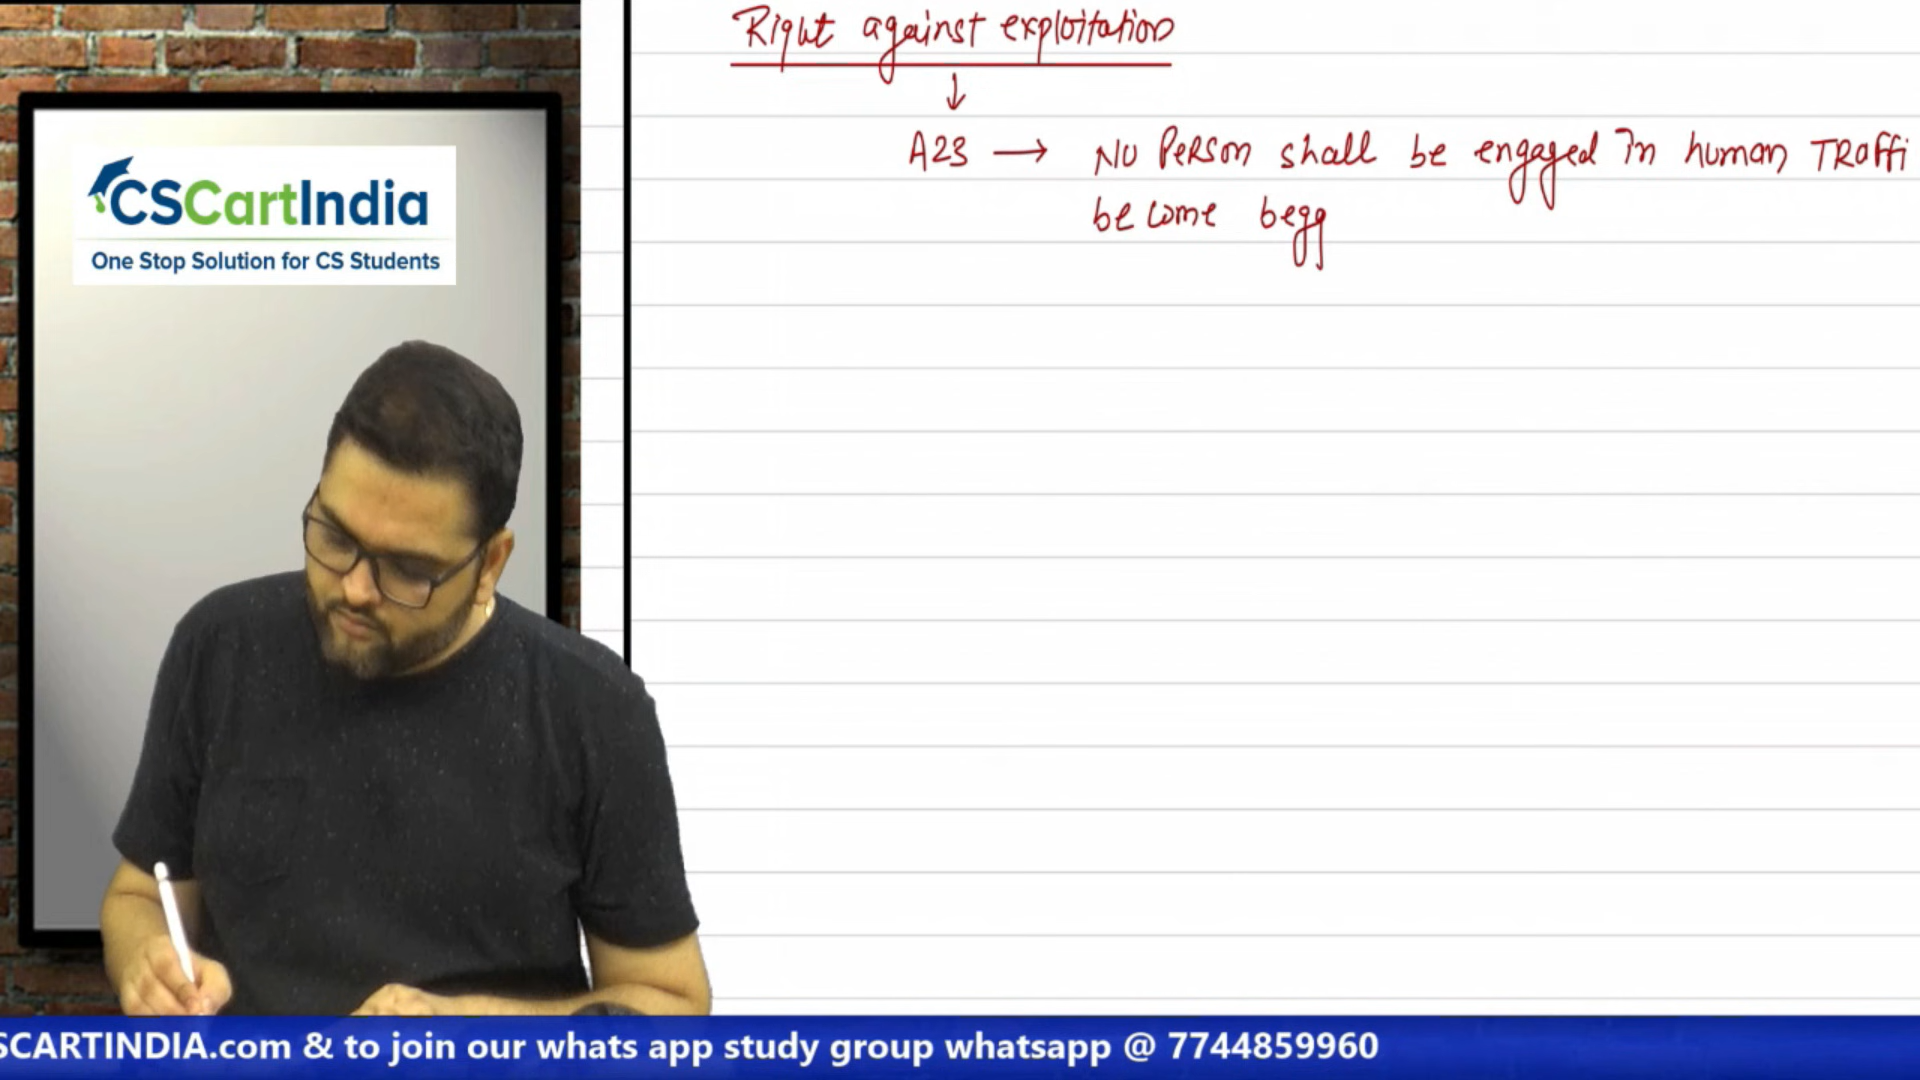 Right against exploitation
↓
A23 → No Person shall be engaged in human TRaffi
become begg
CSCartIndia
One Stop Solution for CS Students
SCARTINDIA.com & to join our whats app study group whatsapp @ 7744859960